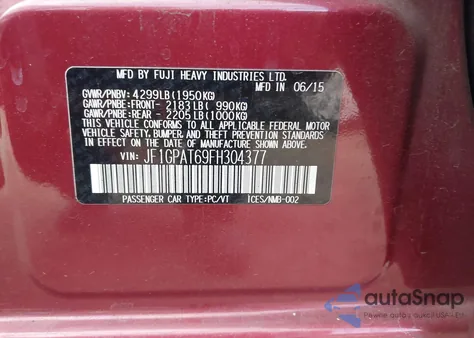 MFD BY FUJI HEAVY INDUSTRIES LTD.
MFD IN 06/15
GVWR/PNBV: 4299LB(1950KG)
GAWR/PNBE:FRONT- 2183LB( 990KG)
GAWR/PNBE:REAR - 2205LB(1000KG)
THIS VEHICLE CONFORMS TO ALL APPLICABLE FEDERAL MOTOR
VEHICLE SAFETY, BUMPER, AND THEFT PREVENTION STANDARDS
IN EFFECT ON THE DATE OF MANUFACTURE SHOWN ABOVE.
VIN: JF1GPAT69FH304377
PASSENGER CAR TYPE:PC/VT ICES/NMB-002
autoSnap